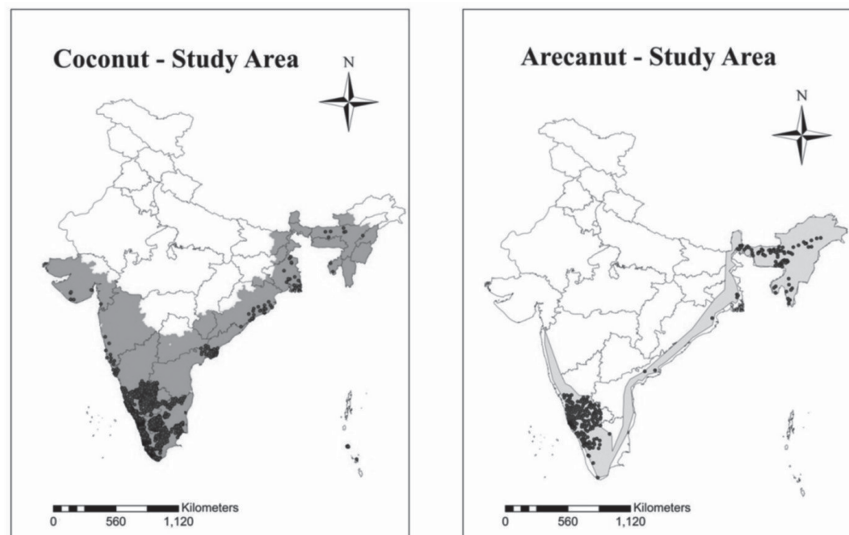 Coconut - Study Area
N
Kilometers
0 560 1,120
Arecanut - Study Area
N
Kilometers
0 560 1,120